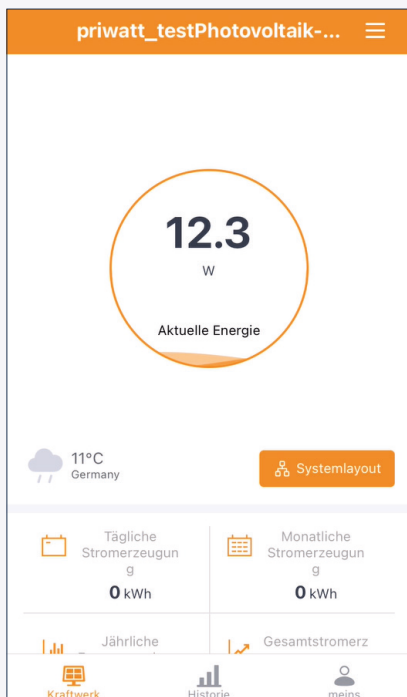 priwatt_testPhotovoltaik-...
12.3
W
Aktuelle Energie
11°C
Germany
Systemlayout
Tägliche
Stromerzeugun
g
0 kWh
Monatliche
Stromerzeugun
g
0 kWh
Jährliche
Gesamtstromerz
Kraftwerk
Historie
meins